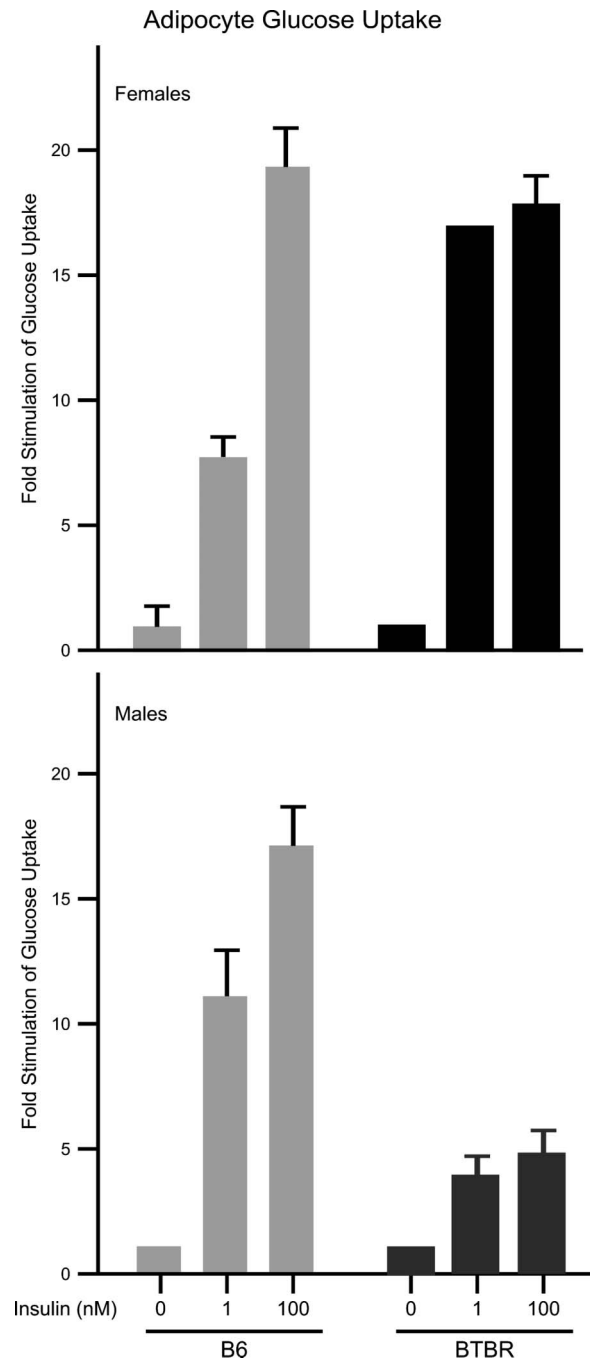 Adipocyte Glucose Uptake
Females
Fold Stimulation of Glucose Uptake
20
15
10
5
0
Males
Fold Stimulation of Glucose Uptake
20
15
10
5
0
Insulin (nM) 0 1 100 0 1 100
B6 BTBR